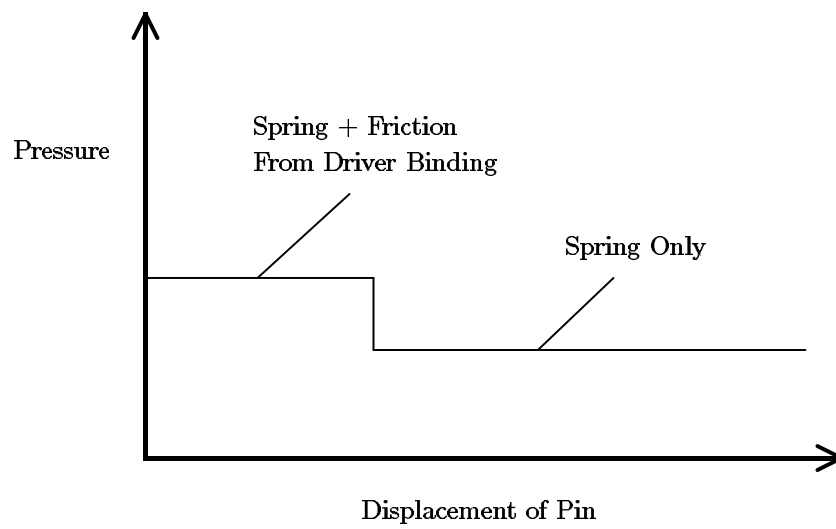 Spring + Friction
From Driver Binding
Pressure
Spring Only
Displacement of Pin